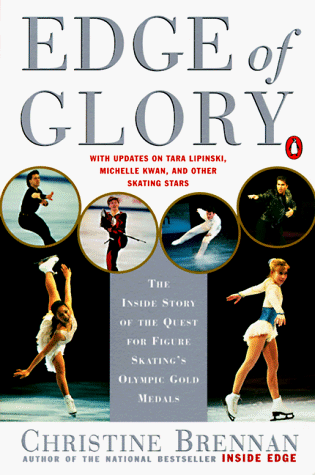 EDGE of
GLORY
WITH UPDATES ON TARA LIPINSKI,
MICHELLE KWAN, AND OTHER
SKATING STARS
THE
INSIDE STORY
OF THE QUEST
FOR FIGURE
SKATING'S
OLYMPIC GOLD
MEDALS
CHRISTINE BRENNAN
AUTHOR OF THE NATIONAL BESTSELLER INSIDE EDGE